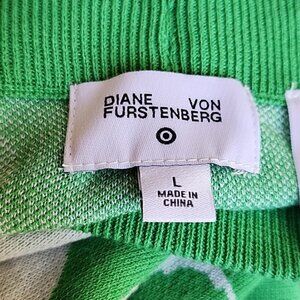 DIANE VON
FURSTENBERG
L
MADE IN
CHINA